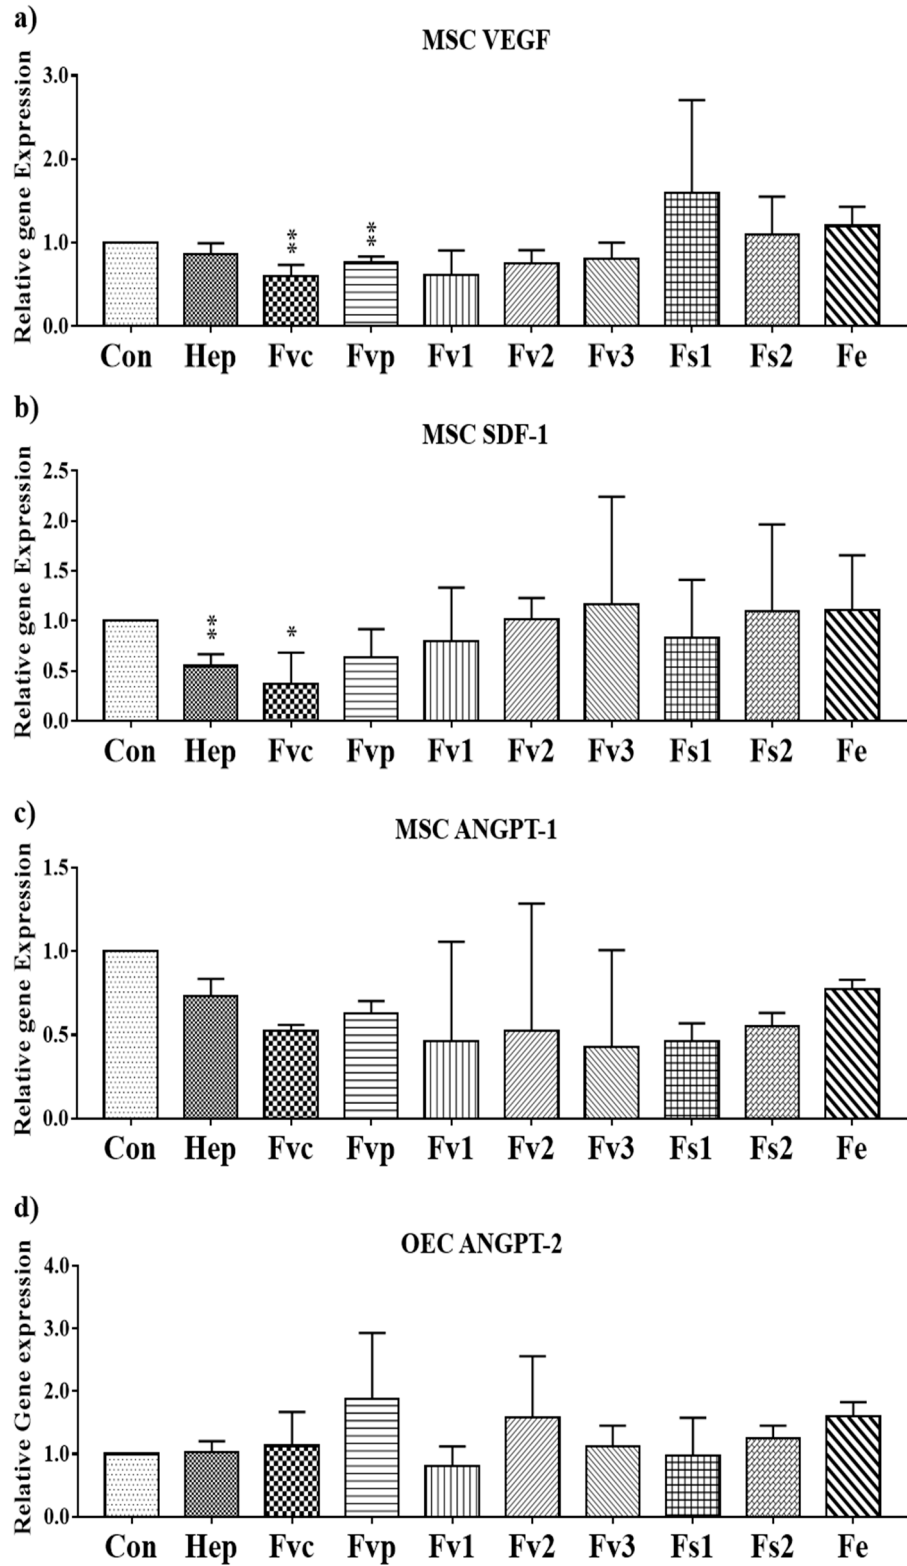 a)
MSC VEGF
Relative gene Expression
3.0
2.0
1.0
0.0
**
**
Con Hep Fvc Fvp Fv1 Fv2 Fv3 Fs1 Fs2 Fe
b)
MSC SDF-1
Relative gene Expression
2.5
2.0
1.5
1.0
0.5
0.0
**
*
Con Hep Fvc Fvp Fv1 Fv2 Fv3 Fs1 Fs2 Fe
c)
MSC ANGPT-1
Relative gene Expression
1.5
1.0
0.5
0.0
Con Hep Fvc Fvp Fv1 Fv2 Fv3 Fs1 Fs2 Fe
d)
OEC ANGPT-2
Relative Gene expression
4.0
3.0
2.0
1.0
0.0
Con Hep Fvc Fvp Fv1 Fv2 Fv3 Fs1 Fs2 Fe